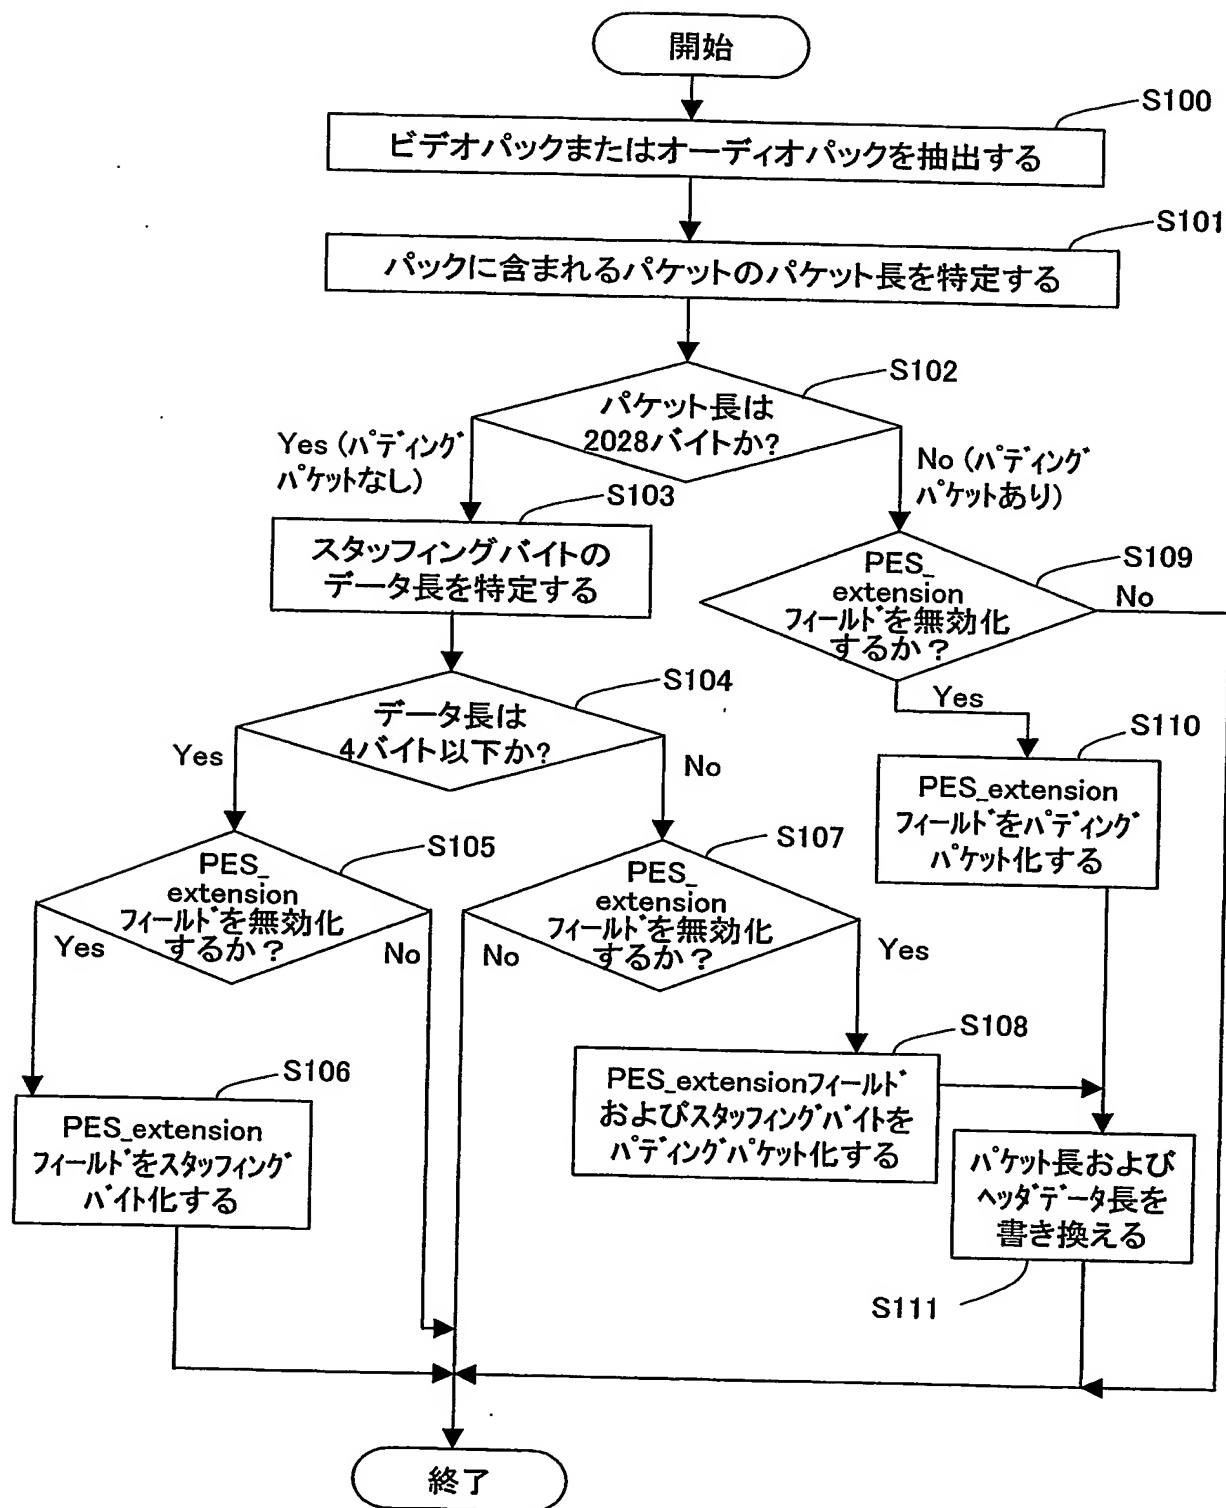 開始
S100
ビデオパックまたはオーディオパックを抽出する
S101
パックに含まれるパケットのパケット長を特定する
S102
パケット長は
2028バイトか?
Yes (パディング
パケットなし)
No (パディング
パケットあり)
S103
スタッフィングバイトの
データ長を特定する
S109
PES_
extension
フィールドを無効化
するか?
No
Yes
S104
データ長は
4バイト以下か?
Yes
No
S110
PES_extension
フィールドをパディング
パケット化する
S105
PES_
extension
フィールドを無効化
するか?
Yes
No
S107
PES_
extension
フィールドを無効化
するか?
No
Yes
S106
PES_extension
フィールドをスタッフィング
バイト化する
S108
PES_extensionフィールド
およびスタッフィングバイトを
パディングパケット化する
パケット長および
ヘッダデータ長を
書き換える
S111
終了